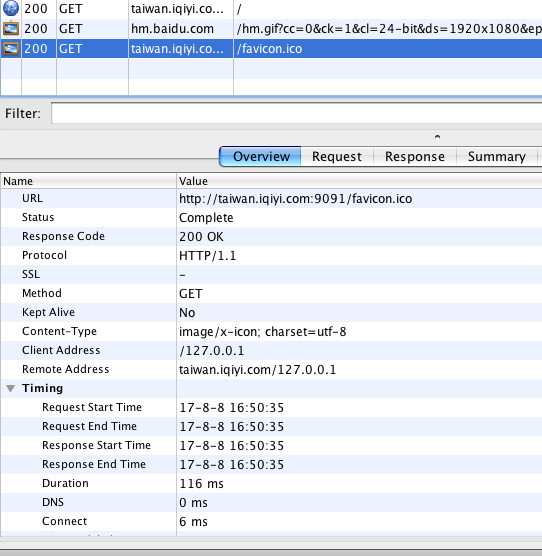 200 GET taiwan.iqiyi.co... /
200 GET hm.baidu.com /hm.gif?cc=0&ck=1&cl=24-bit&ds=1920x1080&ep
200 GET taiwan.iqiyi.co... /favicon.ico
Filter:
Overview Request Response Summary
Name Value
URL http://taiwan.iqiyi.com:9091/favicon.ico
Status Complete
Response Code 200 OK
Protocol HTTP/1.1
SSL –
Method GET
Kept Alive No
Content-Type image/x-icon; charset=utf-8
Client Address /127.0.0.1
Remote Address taiwan.iqiyi.com/127.0.0.1
Timing
Request Start Time 17-8-8 16:50:35
Request End Time 17-8-8 16:50:35
Response Start Time 17-8-8 16:50:35
Response End Time 17-8-8 16:50:35
Duration 116 ms
DNS 0 ms
Connect 6 ms